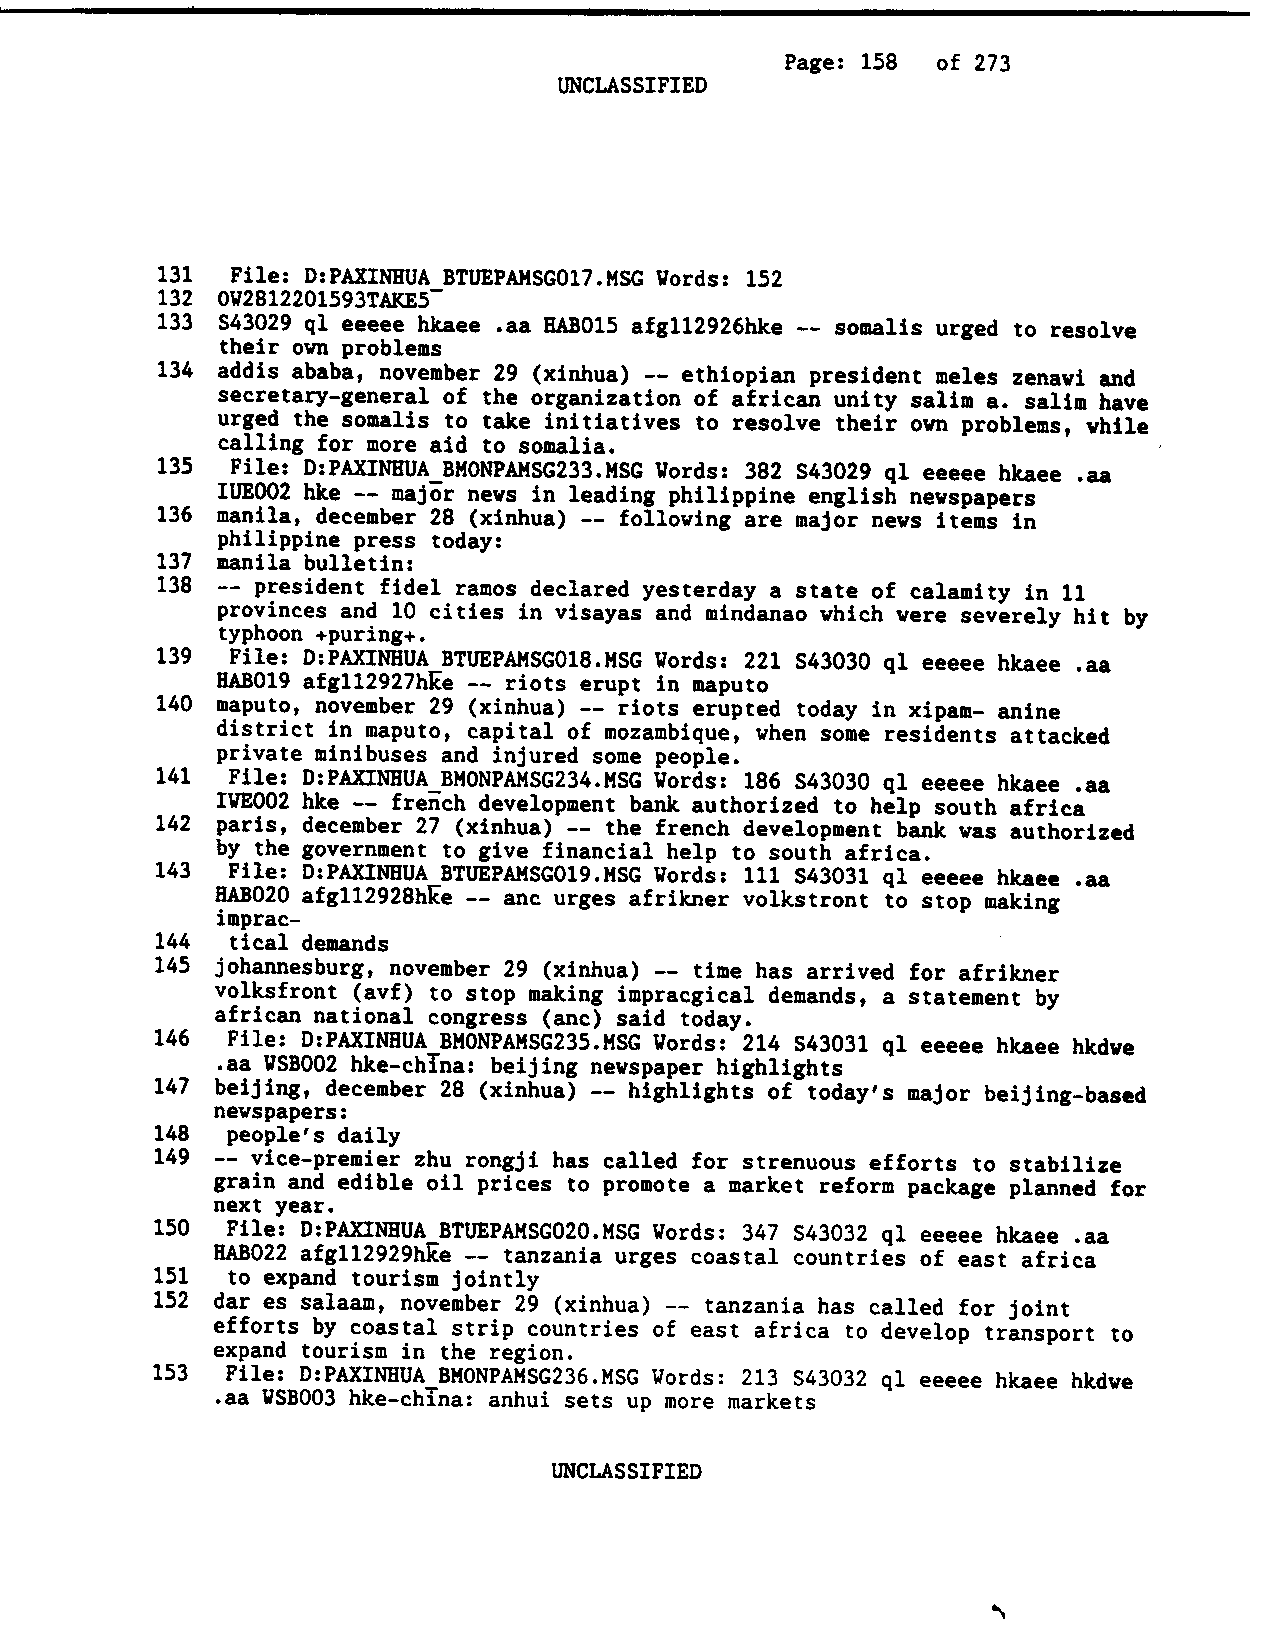 Page: 158 of 273
UNCLASSIFIED
131 File: D:PAXINHUA_BTUEPAMSG017.MSG Words: 152
132 OW2812201593TAKE5
133 S43029 ql eeeee hkaee .aa HAB015 afgl12926hke -- somalis urged to resolve
their own problems
134 addis ababa, november 29 (xinhua) -- ethiopian president meles zenawi and
secretary-general of the organization of african unity salim a. salim have
urged the somalis to take initiatives to resolve their own problems, while
calling for more aid to somalia.
135 File: D:PAXINHUA_BMONPAMSG233.MSG Words: 382 S43029 ql eeeee hkaee .aa
IUE002 hke -- major news in leading philippine english newspapers
136 manila, december 28 (xinhua) -- following are major news items in
philippine press today:
137 manila bulletin:
138 -- president fidel ramos declared yesterday a state of calamity in 11
provinces and 10 cities in visayas and mindanao which were severely hit by
typhoon +puring+.
139 File: D:PAXINHUA_BTUEPAMSG018.MSG Words: 221 S43030 ql eeeee hkaee .aa
HAB019 afgl12927hke -- riots erupt in maputo
140 maputo, november 29 (xinhua) -- riots erupted today in xipam- anine
district in maputo, capital of mozambique, when some residents attacked
private minibuses and injured some people.
141 File: D:PAXINHUA_BMONPAMSG234.MSG Words: 186 S43030 ql eeeee hkaee .aa
IWE002 hke -- french development bank authorized to help south africa
142 paris, december 27 (xinhua) -- the french development bank was authorized
by the government to give financial help to south africa.
143 File: D:PAXINHUA_BTUEPAMSG019.MSG Words: 111 S43031 ql eeeee hkaee .aa
HAB020 afgl12928hke -- anc urges afrikner volkstront to stop making
imprac-
144 tical demands
145 johannesburg, november 29 (xinhua) -- time has arrived for afrikner
volksfront (avf) to stop making impracgical demands, a statement by
african national congress (anc) said today.
146 File: D:PAXINHUA_BMONPAMSG235.MSG Words: 214 S43031 ql eeeee hkaee hkdwe
.aa WSB002 hke-china: beijing newspaper highlights
147 beijing, december 28 (xinhua) -- highlights of today's major beijing-based
newspapers:
148 people's daily
149 -- vice-premier zhu rongji has called for strenuous efforts to stabilize
grain and edible oil prices to promote a market reform package planned for
next year.
150 File: D:PAXINHUA_BTUEPAMSG020.MSG Words: 347 S43032 ql eeeee hkaee .aa
HAB022 afgl12929hke -- tanzania urges coastal countries of east africa
151 to expand tourism jointly
152 dar es salaam, november 29 (xinhua) -- tanzania has called for joint
efforts by coastal strip countries of east africa to develop transport to
expand tourism in the region.
153 File: D:PAXINHUA_BMONPAMSG236.MSG Words: 213 S43032 ql eeeee hkaee hkdwe
.aa WSB003 hke-china: anhui sets up more markets
UNCLASSIFIED